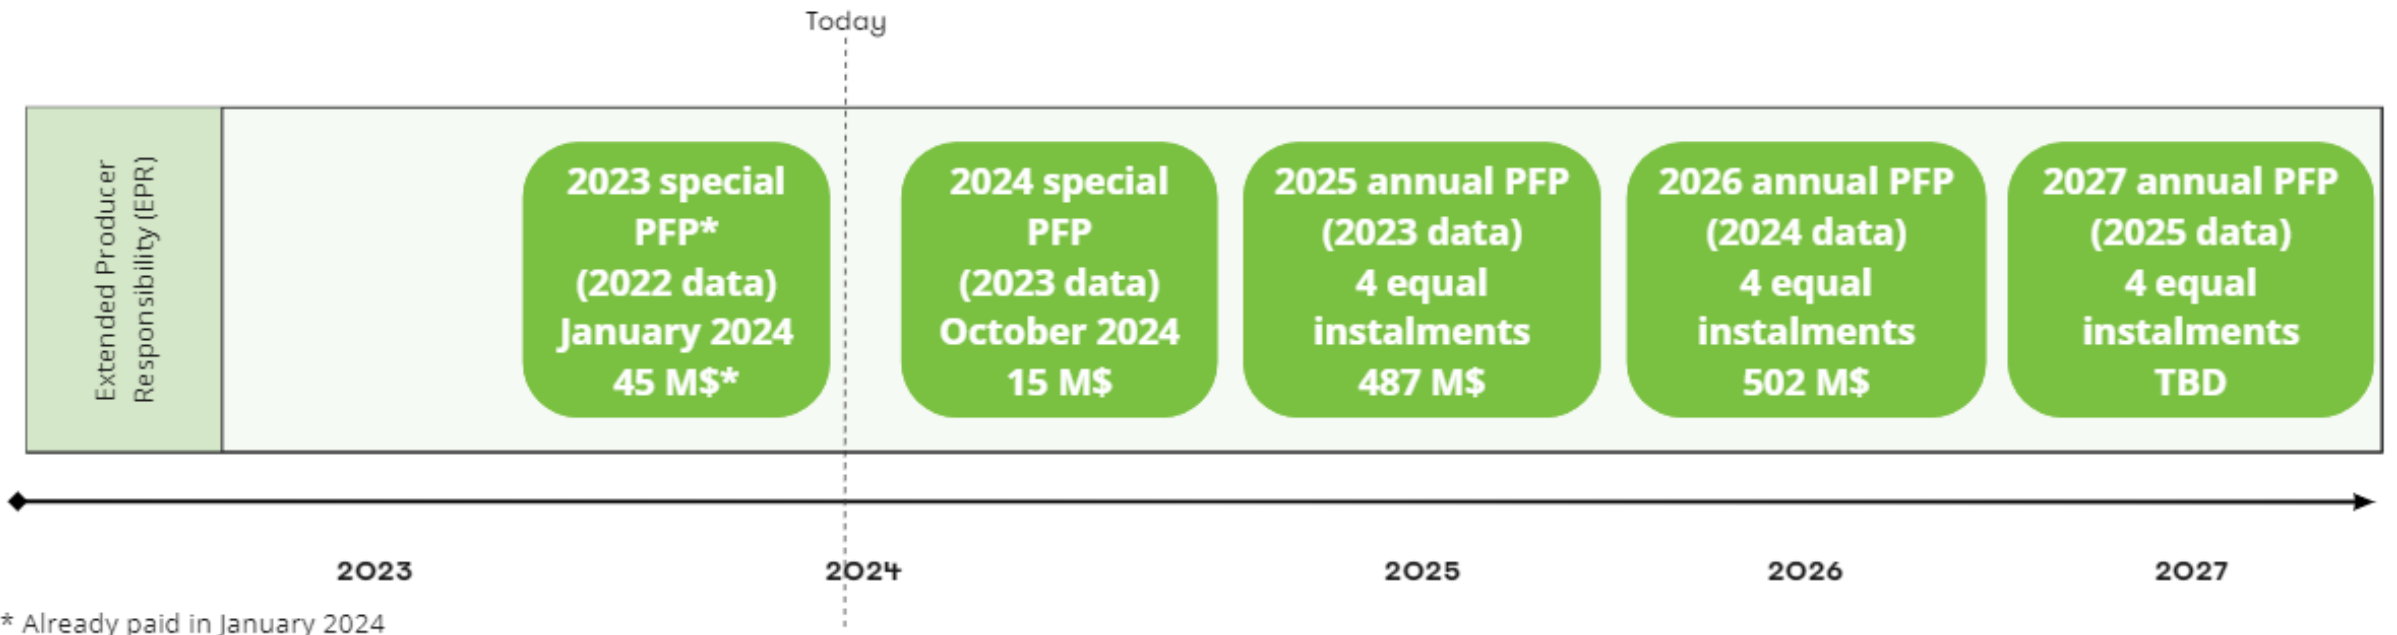 Today
Extended Producer
Responsibility (EPR)
2023 special
PFP*
(2022 data)
January 2024
45 M$*
2024 special
PFP
(2023 data)
October 2024
15 M$
2025 annual PFP
(2023 data)
4 equal
instalments
487 M$
2026 annual PFP
(2024 data)
4 equal
instalments
502 M$
2027 annual PFP
(2025 data)
4 equal
instalments
TBD
2023
2024
2025
2026
2027
* Already paid in January 2024